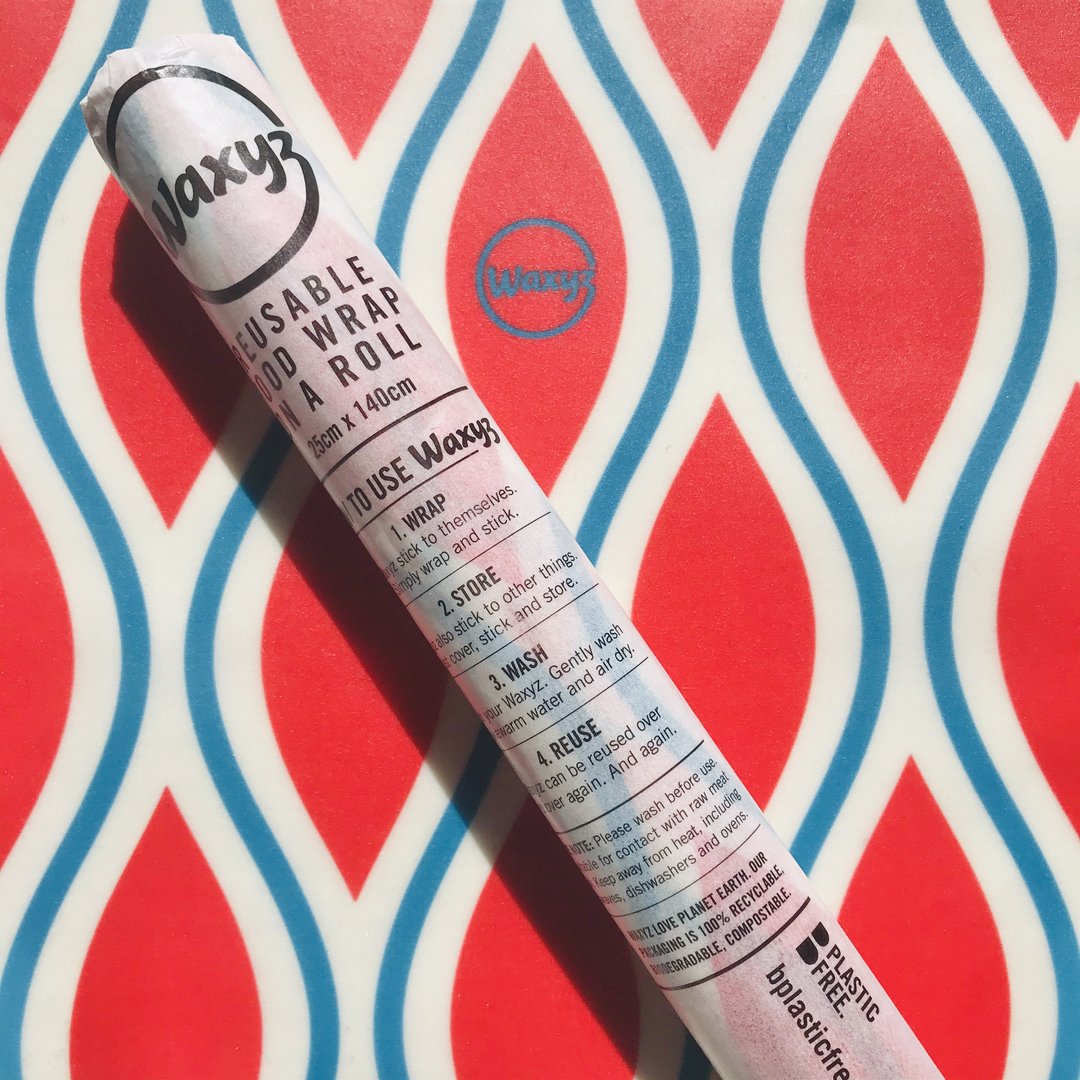 Waxyz
Waxyz
REUSABLE
FOOD WRAP
IN A ROLL
25cm x 140cm
TO USE Waxyz
1. WRAP
stick to themselves.
Simply wrap and stick.
2. STORE
also stick to other things.
cover, stick and store.
3. WASH
your Waxyz. Gently wash
water and air dry.
4. REUSE
can be reused over
over again. And again.
NOTE: Please wash before use.
for contact with raw meat
Keep away from heat, including
dishwashers and ovens.
WAXYZ LOVE PLANET EARTH. OUR
PACKAGING IS 100% RECYCLABLE,
BIODEGRADABLE, COMPOSTABLE.
PLASTIC
FREE.
bplasticfre